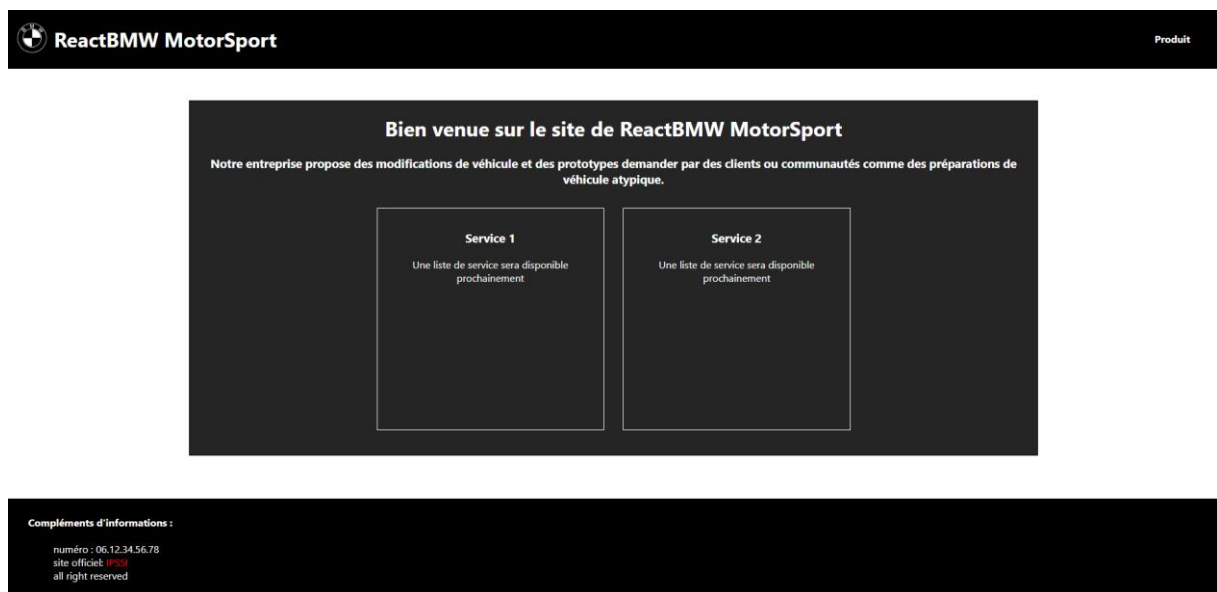 ReactBMW MotorSport
Produit
Bien venue sur le site de ReactBMW MotorSport
Notre entreprise propose des modifications de véhicule et des prototypes demander par des clients ou communautés comme des préparations de
véhicule atypique.
Service 1
Une liste de service sera disponible
prochainement
Service 2
Une liste de service sera disponible
prochainement
Compléments d'informations :
numéro : 06.12.34.56.78
site officiel: IPSSI
all right reserved